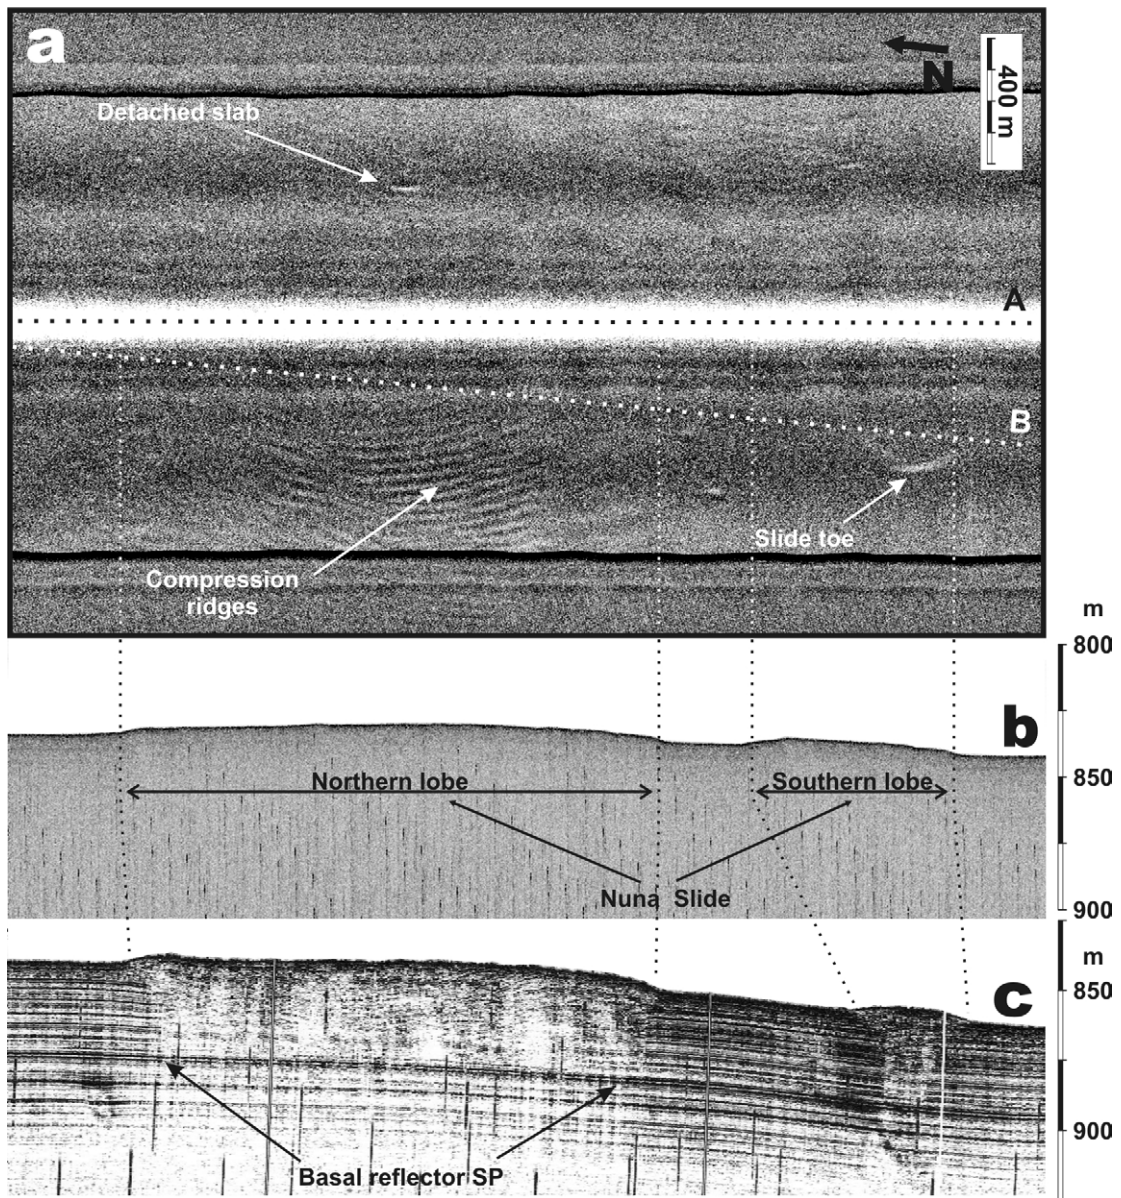 a
N
400 m
Detached slab
A
B
Slide toe
Compression
ridges
m
800
b
Northern lobe
Southern lobe
850
Nuna Slide
900
m
c
850
Basal reflector SP
900